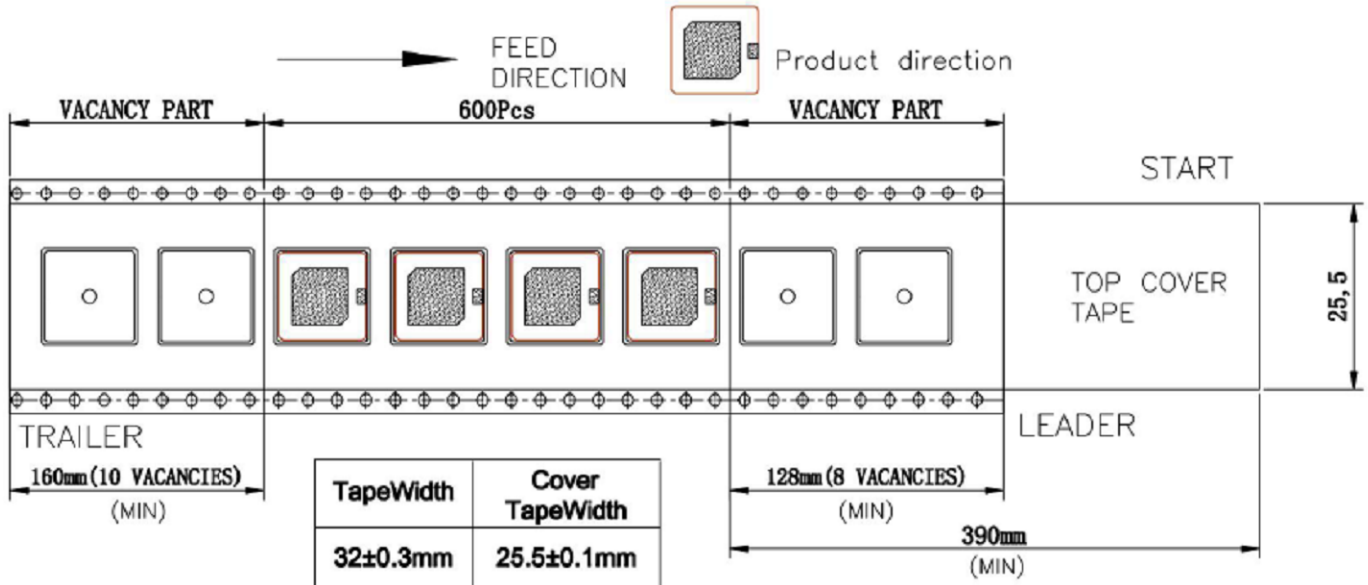 FEED
DIRECTION
Product direction
VACANCY PART
600Pcs
VACANCY PART
START
TOP COVER
TAPE
25,5
TRAILER
LEADER
160mm(10 VACANCIES)
(MIN)
128mm(8 VACANCIES)
(MIN)
390mm
(MIN)
TapeWidth
Cover
TapeWidth
32±0.3mm
25.5±0.1mm